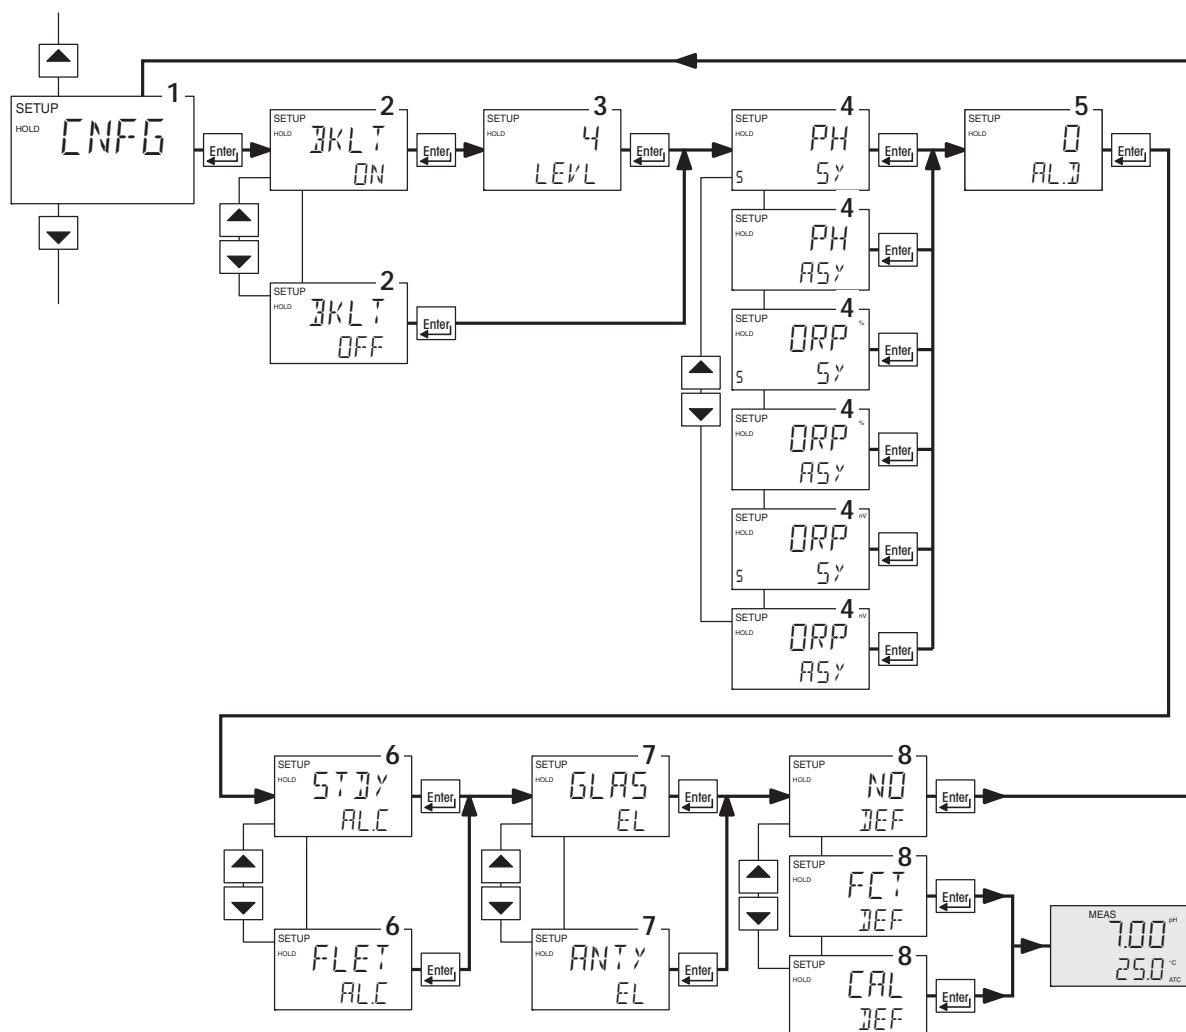 1
SETUP
HOLD
CNFG
Enter
2
SETUP
HOLD
BKLT
ON
Enter
3
SETUP
HOLD
4
LEVL
Enter
4
SETUP
HOLD
PH
S
SY
Enter
5
SETUP
HOLD
0
AL.D
Enter
2
SETUP
HOLD
BKLT
OFF
Enter
4
SETUP
HOLD
PH
ASY
Enter
4
SETUP
%
HOLD
ORP
S
SY
Enter
4
SETUP
%
HOLD
ORP
ASY
Enter
4
SETUP
mV
HOLD
ORP
S
SY
Enter
4
SETUP
mV
HOLD
ORP
ASY
Enter
6
SETUP
HOLD
STDY
AL.C
Enter
7
SETUP
HOLD
GLAS
EL
Enter
8
SETUP
HOLD
NO
DEF
Enter
8
SETUP
HOLD
FCT
DEF
Enter
6
SETUP
HOLD
FLET
AL.C
Enter
7
SETUP
HOLD
ANTY
EL
Enter
8
SETUP
HOLD
CAL
DEF
Enter
MEAS
7.00 pH
25.0 °C
ATC